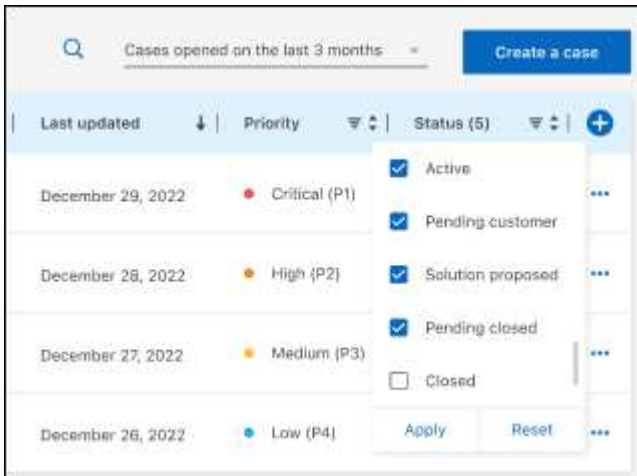 Cases opened on the last 3 months
Create a case
Last updated
Priority
Status (5)
December 29, 2022
Critical (P1)
Active
Pending customer
December 28, 2022
High (P2)
Solution proposed
Pending closed
December 27, 2022
Medium (P3)
Closed
December 26, 2022
Low (P4)
Apply
Reset